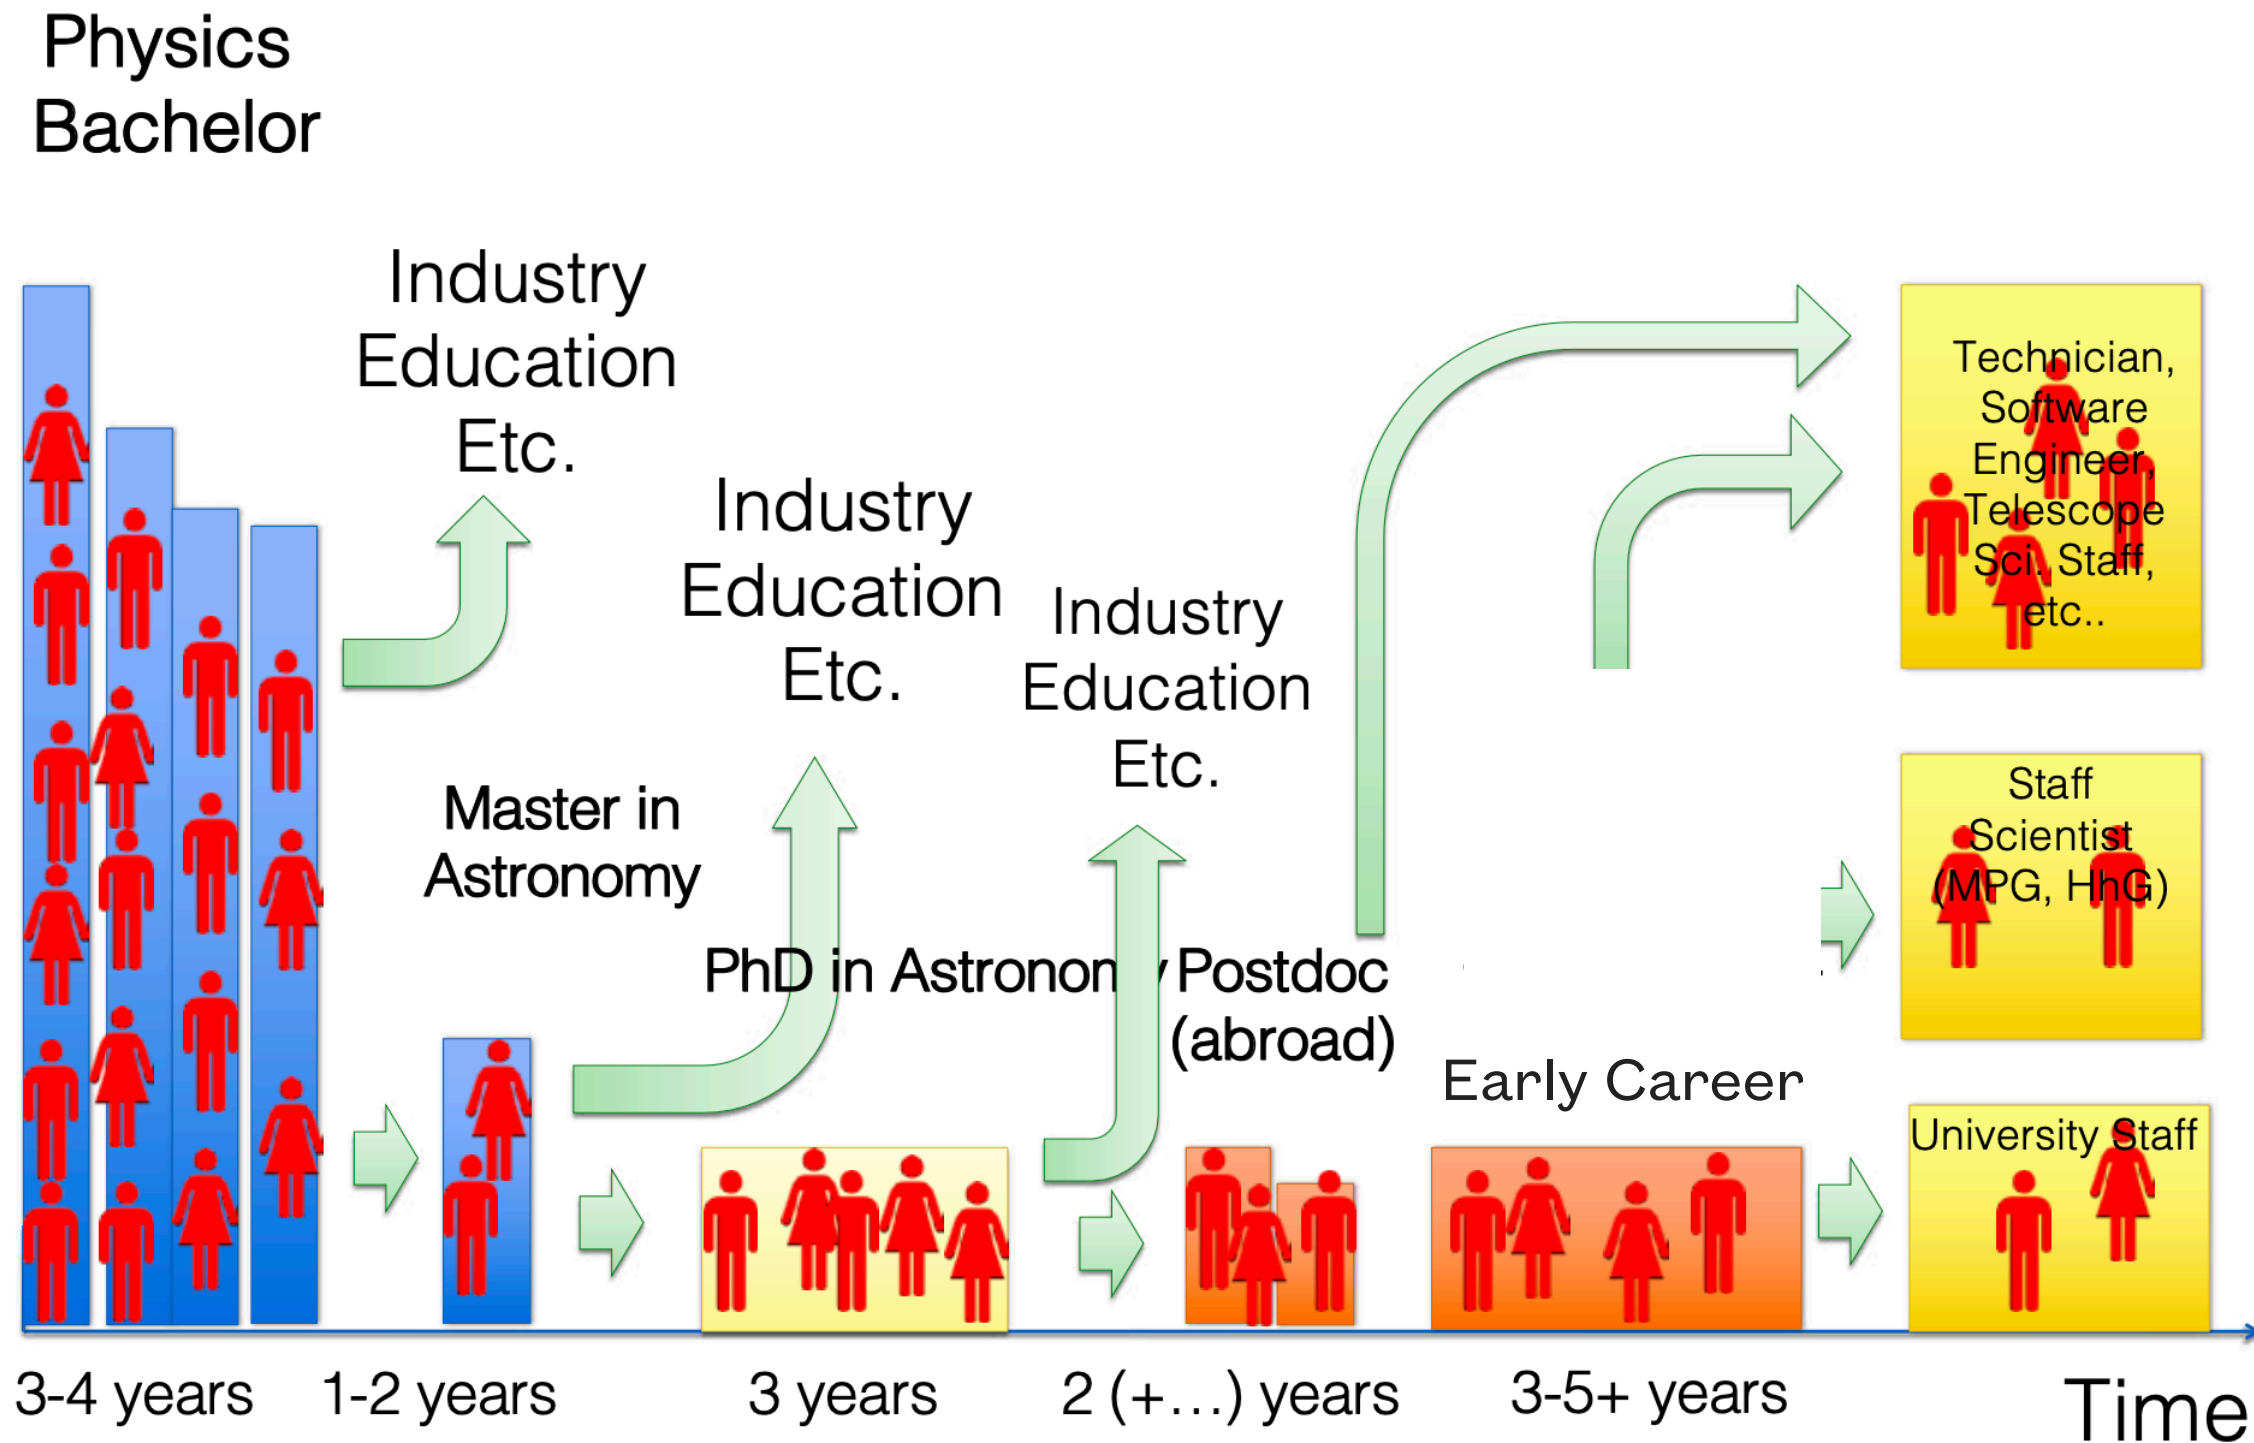 Physics
Bachelor
Industry
Education
Etc.
Industry
Education
Etc.
Industry
Education
Etc.
Master in
Astronomy
PhD in Astronomy
Postdoc
(abroad)
Early Career
Technician,
Software
Engineer,
Telescope
Sci. Staff,
etc..
Staff
Scientist
(MPG, HhG)
University Staff
3-4 years
1-2 years
3 years
2 (+...) years
3-5+ years
Time